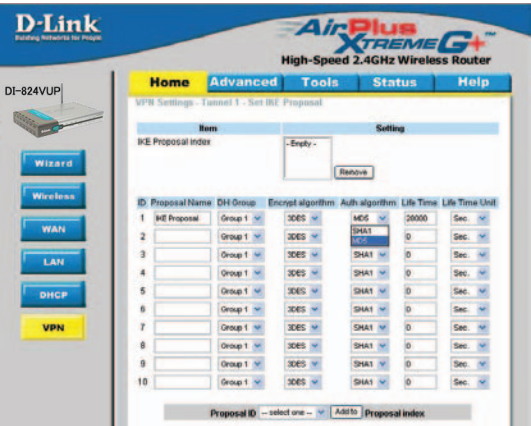 D-Link
Building Networks for People
AirPlus
XTREME G+™
High-Speed 2.4GHz Wireless Router
DI-824VUP
Home Advanced Tools Status Help
VPN Settings - Tunnel 1 - Set IKE Proposal
Item Setting
IKE Proposal index - Empty -
Remove
Wizard
Wireless
WAN
LAN
DHCP
VPN
ID Proposal Name DH Group Encrypt algorithm Auth algorithm Life Time Life Time Unit
1 IKE Proposal Group 1 3DES MD5 20000 Sec.
SHA1
MD5
2 Group 1 3DES 0 Sec.
3 Group 1 3DES SHA1 0 Sec.
4 Group 1 3DES SHA1 0 Sec.
5 Group 1 3DES SHA1 0 Sec.
6 Group 1 3DES SHA1 0 Sec.
7 Group 1 3DES SHA1 0 Sec.
8 Group 1 3DES SHA1 0 Sec.
9 Group 1 3DES SHA1 0 Sec.
10 Group 1 3DES SHA1 0 Sec.
Proposal ID -- select one -- Add to Proposal index